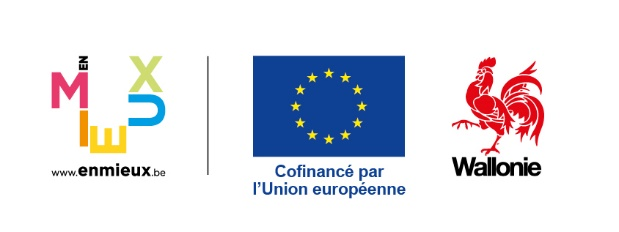 EN
MIEUX
www.enmieux.be
Cofinancé par
l'Union européenne
Wallonie